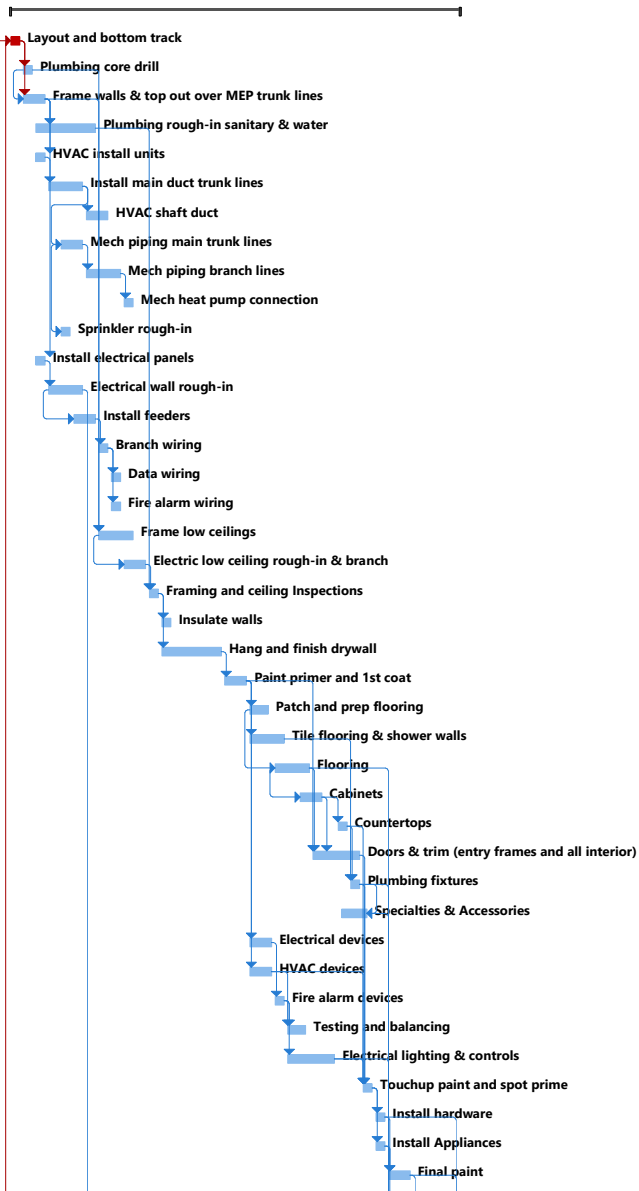 Layout and bottom track
Plumbing core drill
Frame walls & top out over MEP trunk lines
Plumbing rough-in sanitary & water
HVAC install units
Install main duct trunk lines
HVAC shaft duct
Mech piping main trunk lines
Mech piping branch lines
Mech heat pump connection
Sprinkler rough-in
Install electrical panels
Electrical wall rough-in
Install feeders
Branch wiring
Data wiring
Fire alarm wiring
Frame low ceilings
Electric low ceiling rough-in & branch
Framing and ceiling Inspections
Insulate walls
Hang and finish drywall
Paint primer and 1st coat
Patch and prep flooring
Tile flooring & shower walls
Flooring
Cabinets
Countertops
Doors & trim (entry frames and all interior)
Plumbing fixtures
Specialties & Accessories
Electrical devices
HVAC devices
Fire alarm devices
Testing and balancing
Electrical lighting & controls
Touchup paint and spot prime
Install hardware
Install Appliances
Final paint